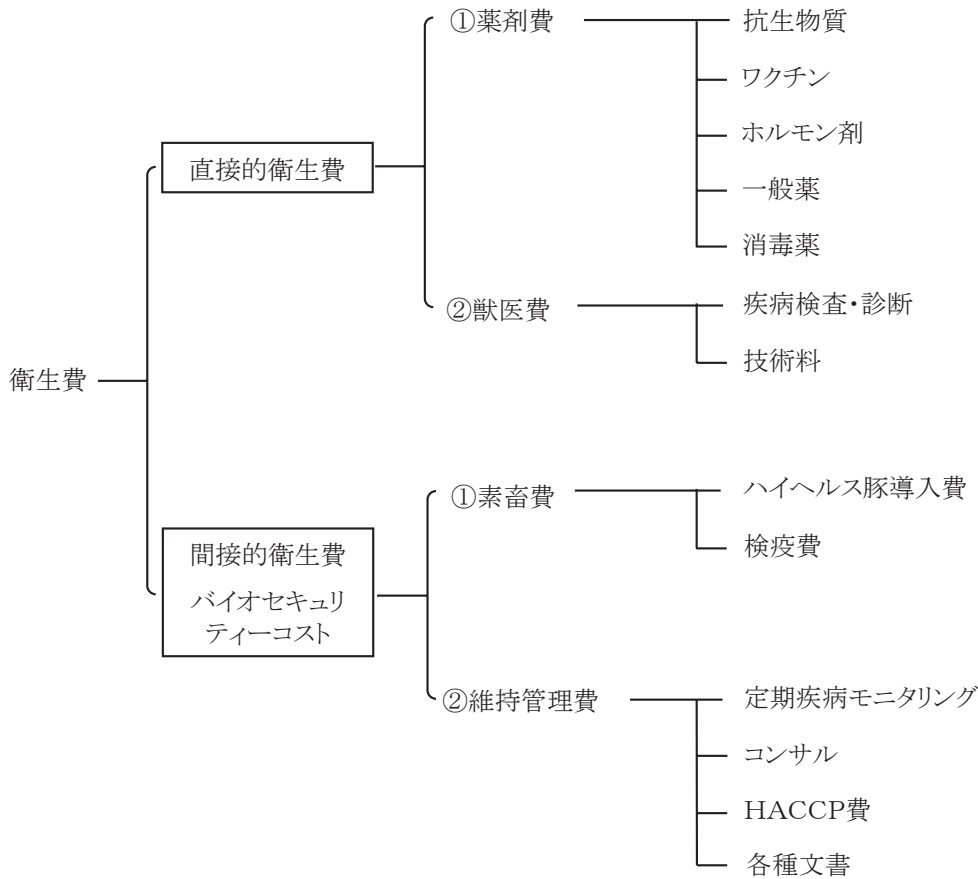 ①薬剤費
抗生物質
ワクチン
ホルモン剤
一般薬
消毒薬
直接的衛生費
②獣医費
疾病検査・診断
技術料
衛生費
①素畜費
ハイヘルス豚導入費
検疫費
間接的衛生費
バイオセキュリ
ティーコスト
②維持管理費
定期疾病モニタリング
コンサル
HACCP費
各種文書